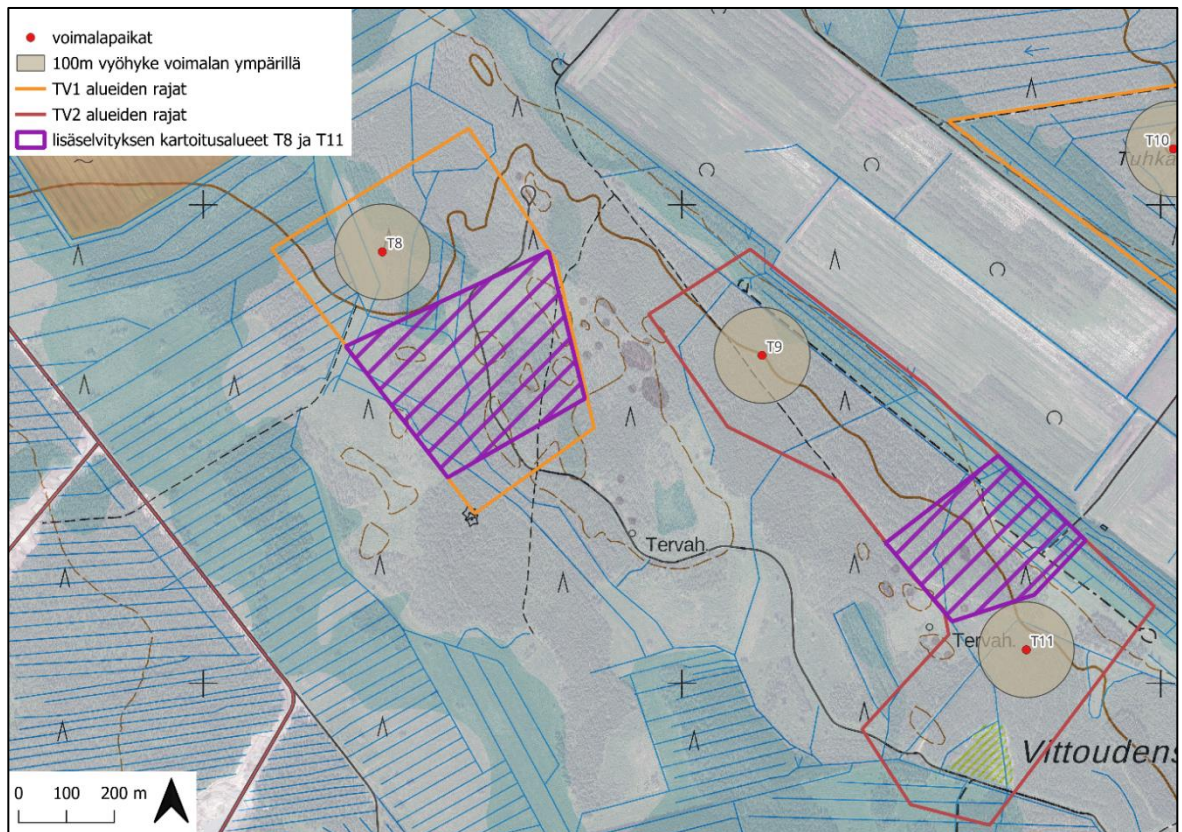 voimalapaikat
100m vyöhyke voimalan ympärillä
TV1 alueiden rajat
TV2 alueiden rajat
lisäselvityksen kartoitusalueet T8 ja T11
T10
Tuhka
T8
T9
Tervah.
Tervah.
T11
Vittoudens
0 100 200 m